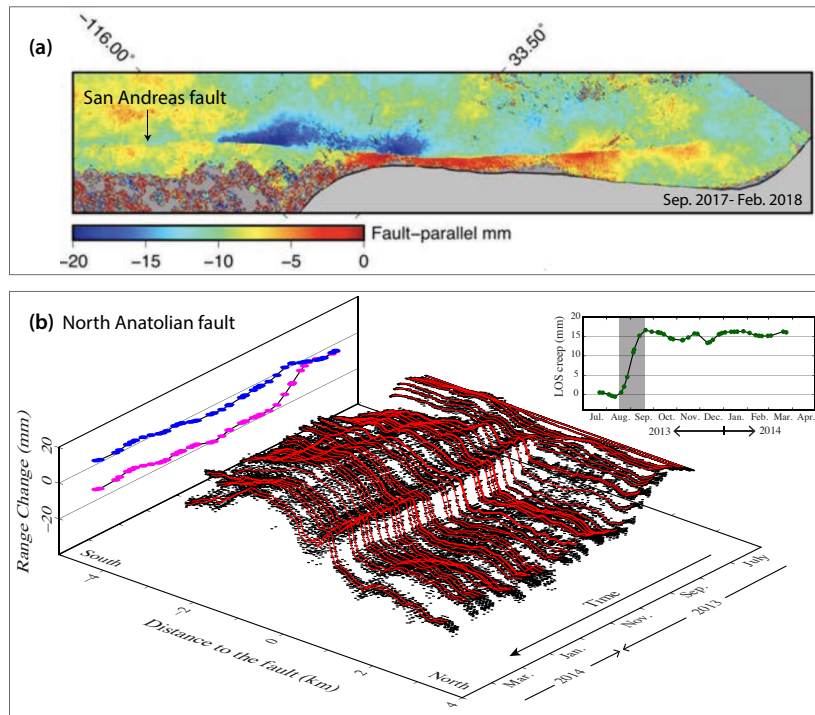 (a)
−116.00°
33.50°
San Andreas fault
Sep. 2017- Feb. 2018
Fault–parallel mm
−20 −15 −10 −5 0
(b) North Anatolian fault
LOS creep (mm)
20
15
10
5
0
Jul. Aug. Sep. Oct. Nov. Dec. Jan. Feb. Mar. Apr.
2013 2014
Range Change (mm)
20
0
−20
South
−4 −2 0 2 4
Distance to the fault (km)
North
Time
Mar. Jan. Nov. Sep. July
2014 2013